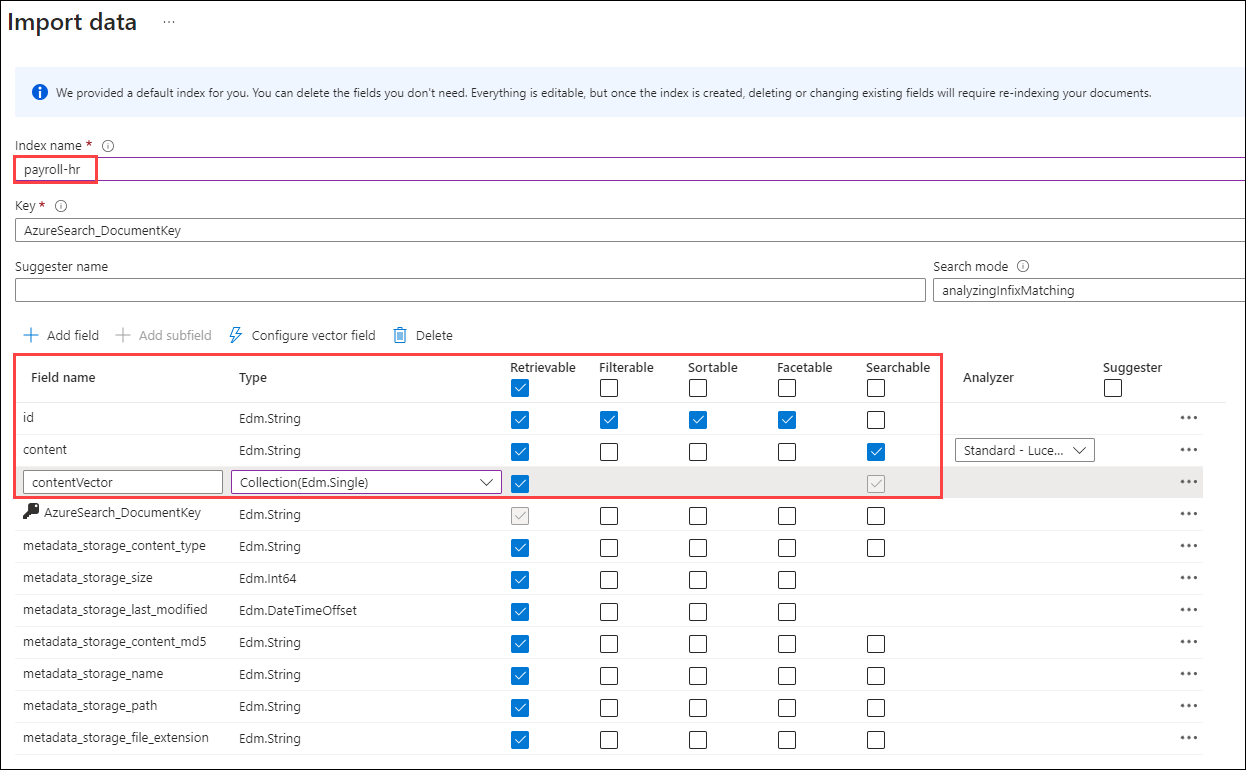 Import data ...
We provided a default index for you. You can delete the fields you don't need. Everything is editable, but once the index is created, deleting or changing existing fields will require re-indexing your documents.
Index name *
payroll-hr
Key *
AzureSearch_DocumentKey
Suggester name Search mode
analyzingInfixMatching
Add field Add subfield Configure vector field Delete
Field name Type Retrievable Filterable Sortable Facetable Searchable Analyzer Suggester
id Edm.String
content Edm.String Standard - Luce...
contentVector Collection(Edm.Single)
AzureSearch_DocumentKey Edm.String
metadata_storage_content_type Edm.String
metadata_storage_size Edm.Int64
metadata_storage_last_modified Edm.DateTimeOffset
metadata_storage_content_md5 Edm.String
metadata_storage_name Edm.String
metadata_storage_path Edm.String
metadata_storage_file_extension Edm.String